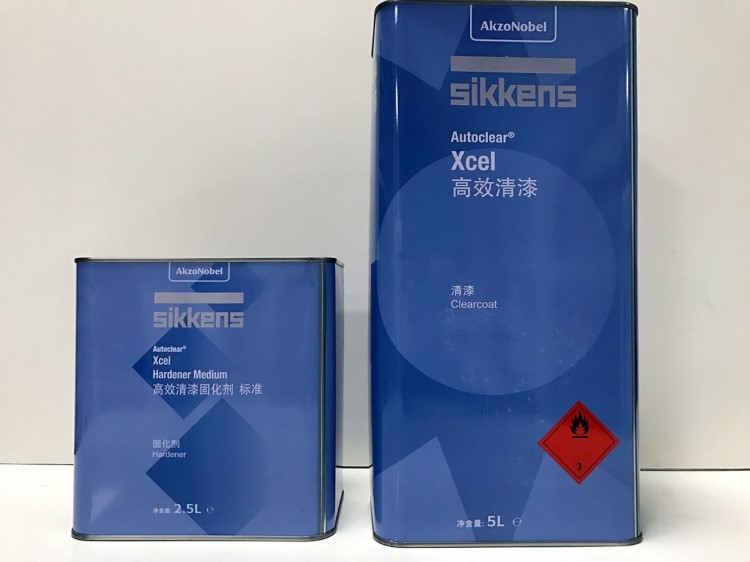 AkzoNobel
sikkens
Autoclear®
Xcel
Hardener Medium
高效清漆固化剂 标准
固化剂
Hardener
净含量: 2.5L ℮
AkzoNobel
sikkens
Autoclear®
Xcel
高效清漆
清漆
Clearcoat
3
净含量: 5L ℮